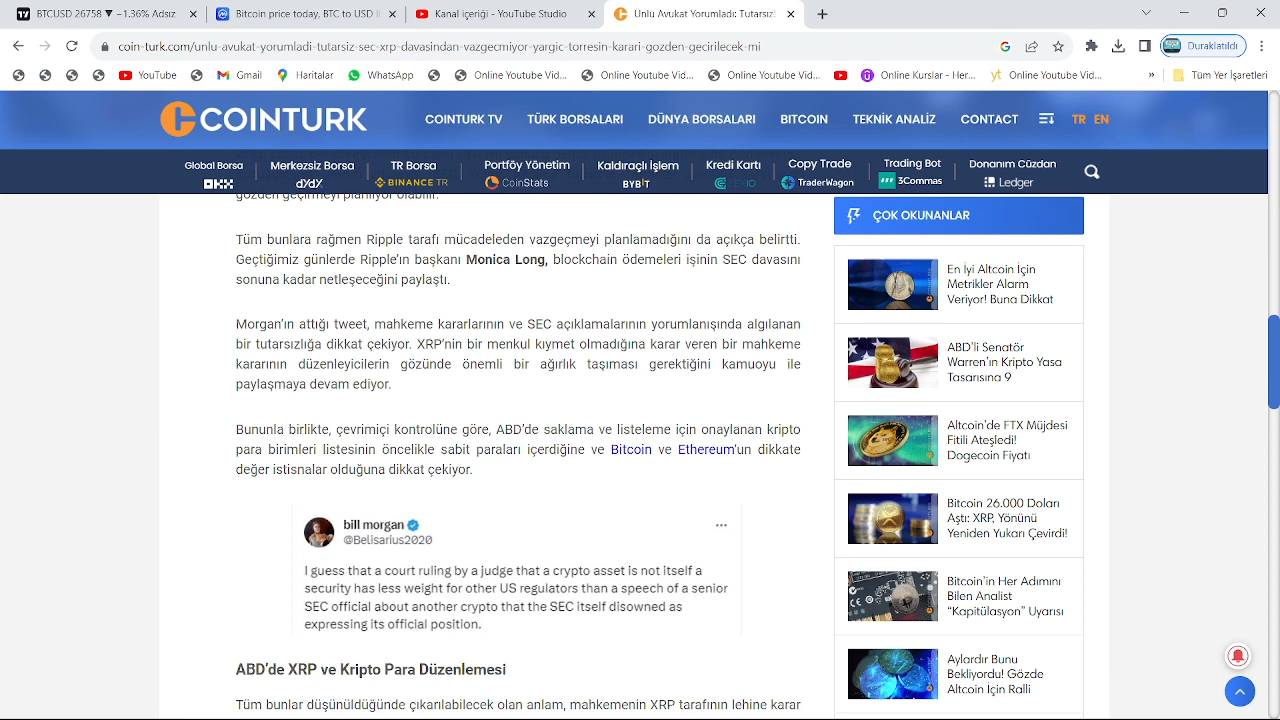 BTCUSD 26758 ▼ −1.36% Adsız
Bitcoin price today, BTC to USD li
Kanal içeriği - YouTube Studio
Ünlü Avukat Yorumladı: Tutarsız!
coin-turk.com/unlu-avukat-yorumladi-tutarsiz-sec-xrp-davasindan-vazgecmiyor-yargic-torresin-karari-gozden-gecirilecek-mi
Duraklatıldı
YouTube
Gmail
Haritalar
WhatsApp
Online Youtube Vid...
Online Youtube Vid...
Online Youtube Vid...
Online Kurslar - Her...
yt Online Youtube Vid...
»
Tüm Yer İşaretleri
COINTURK
COINTURK TV
TÜRK BORSALARI
DÜNYA BORSALARI
BITCOIN
TEKNİK ANALİZ
CONTACT
TR EN
Global Borsa
Merkezsiz Borsa
TR Borsa
Portföy Yönetim
Kaldıraçlı İşlem
Kredi Kartı
Copy Trade
Trading Bot
Donanım Cüzdan
OKX
dYdX
BINANCE TR
CoinStats
BYBIT
TraderWagon
3Commas
Ledger
gözden geçirmeyi planlıyor olabilir.
Tüm bunlara rağmen Ripple tarafı mücadeleden vazgeçmeyi planlamadığını da açıkça belirtti.
Geçtiğimiz günlerde Ripple’ın başkanı Monica Long, blockchain ödemeleri işinin SEC davasını
sonuna kadar netleşeceğini paylaştı.
Morgan’ın attığı tweet, mahkeme kararlarının ve SEC açıklamalarının yorumlanışında algılanan
bir tutarsızlığa dikkat çekiyor. XRP’nin bir menkul kıymet olmadığına karar veren bir mahkeme
kararının düzenleyicilerin gözünde önemli bir ağırlık taşıması gerektiğini kamuoyu ile
paylaşmaya devam ediyor.
Bununla birlikte, çevrimiçi kontrolüne göre, ABD’de saklama ve listeleme için onaylanan kripto
para birimleri listesinin öncelikle sabit paraları içerdiğine ve Bitcoin ve Ethereum’un dikkate
değer istisnalar olduğuna dikkat çekiyor.
bill morgan
@Belisarius2020
I guess that a court ruling by a judge that a crypto asset is not itself a
security has less weight for other US regulators than a speech of a senior
SEC official about another crypto that the SEC itself disowned as
expressing its official position.
ABD’de XRP ve Kripto Para Düzenlemesi
Tüm bunlar düşünüldüğünde çıkarılabilecek olan anlam, mahkemenin XRP tarafının lehine karar
ÇOK OKUNANLAR
En İyi Altcoin İçin
Metrikler Alarm
Veriyor! Buna Dikkat
ABD’li Senatör
Warren’in Kripto Yasa
Tasarısına 9
Altcoin’de FTX Müjdesi
Fitili Ateşledi!
Dogecoin Fiyatı
Bitcoin 26.000 Doları
Aştı: XRP, Yönünü
Yeniden Yukarı Çevirdi!
Bitcoin’in Her Adımını
Bilen Analist
“Kapitülasyon” Uyarısı
Aylardır Bunu
Bekliyordu! Gözde
Altcoin İçin Ralli